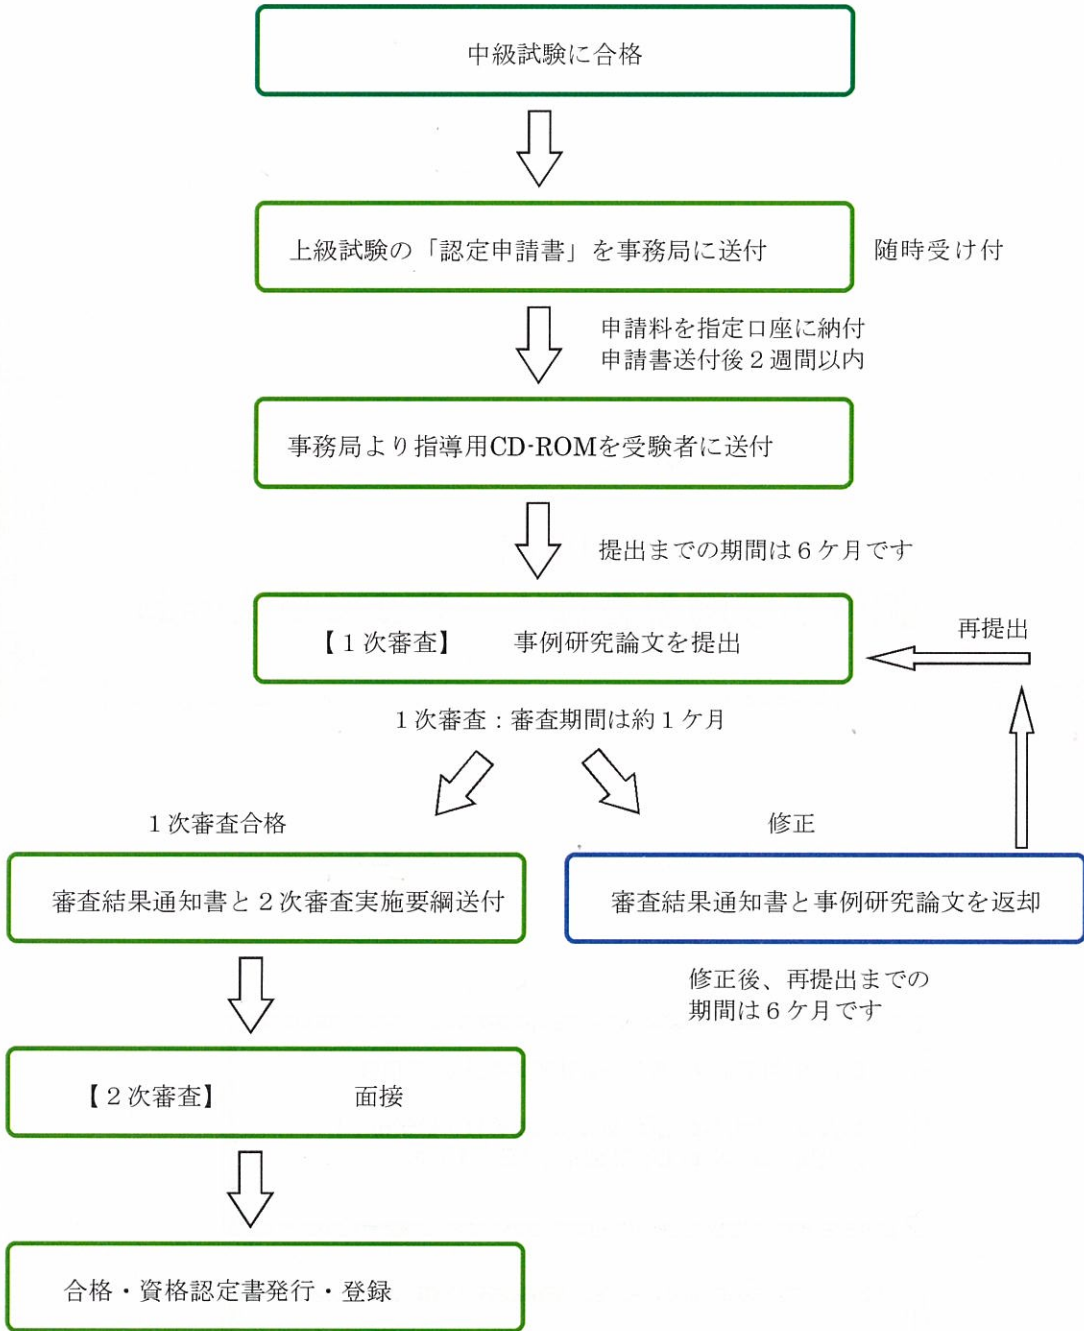 中級試験に合格
上級試験の「認定申請書」を事務局に送付
随時受け付
申請料を指定口座に納付
申請書送付後２週間以内
事務局より指導用CD-ROMを受験者に送付
提出までの期間は６ケ月です
【１次審査】　　事例研究論文を提出
再提出
１次審査：審査期間は約１ケ月
１次審査合格
修正
審査結果通知書と２次審査実施要綱送付
審査結果通知書と事例研究論文を返却
修正後、再提出までの
期間は６ケ月です
【２次審査】　　　　　面接
合格・資格認定書発行・登録